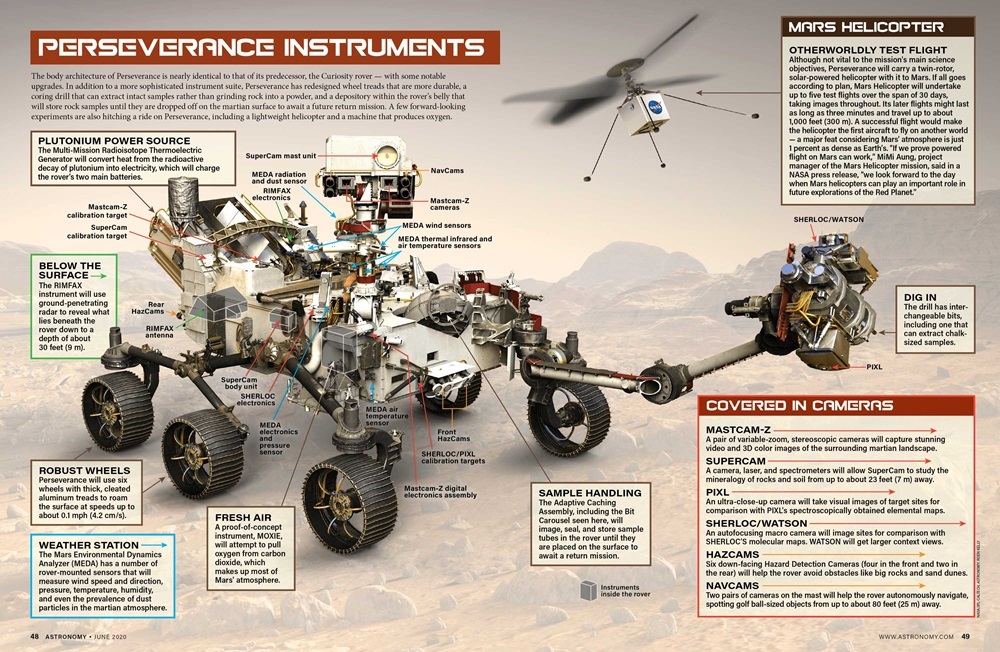 PERSEVERANCE INSTRUMENTS
The body architecture of Perseverance is nearly identical to that of its predecessor, the Curiosity rover — with some notable
upgrades. In addition to a more sophisticated instrument suite, Perseverance has redesigned wheel treads that are more durable, a
coring drill that can extract intact samples rather than grinding rock into a powder, and a depository within the rover's belly that
will store rock samples until they are dropped off on the martian surface to await a future return mission. A few forward-looking
experiments are also hitching a ride on Perseverance, including a lightweight helicopter and a machine that produces oxygen.
PLUTONIUM POWER SOURCE
The Multi-Mission Radioisotope Thermoelectric
Generator will convert heat from the radioactive
decay of plutonium into electricity, which will charge
the rover's two main batteries.
SuperCam mast unit
NavCams
MEDA radiation
and dust sensor
RIMFAX
electronics
Mastcam-Z
cameras
Mastcam-Z
calibration target
SuperCam
calibration target
MEDA wind sensors
MEDA thermal infrared and
air temperature sensors
BELOW THE
SURFACE
The RIMFAX
instrument will use
ground-penetrating
radar to reveal what
lies beneath the
rover down to a
depth of about
30 feet (9 m).
Rear
HazCams
RIMFAX
antenna
SuperCam
body unit
SHERLOC
electronics
MEDA
electronics
and
pressure
sensor
MEDA air
temperature
sensor
Front
HazCams
SHERLOC/PIXL
calibration targets
Mastcam-Z digital
electronics assembly
ROBUST WHEELS
Perseverance will use six
wheels with thick, cleated
aluminum treads to roam
the surface at speeds up to
about 0.1 mph (4.2 cm/s).
WEATHER STATION
The Mars Environmental Dynamics
Analyzer (MEDA) has a number of
rover-mounted sensors that will
measure wind speed and direction,
pressure, temperature, humidity,
and even the prevalence of dust
particles in the martian atmosphere.
FRESH AIR
A proof-of-concept
instrument, MOXIE,
will attempt to pull
oxygen from carbon
dioxide, which
makes up most of
Mars' atmosphere.
SAMPLE HANDLING
The Adaptive Caching
Assembly, including the Bit
Carousel seen here, will
image, seal, and store sample
tubes in the rover until they
are placed on the surface to
await a return mission.
Instruments
inside the rover
48 ASTRONOMY • JUNE 2020
NASA
MARS HELICOPTER
OTHERWORLDLY TEST FLIGHT
Although not vital to the mission's main science
objectives, Perseverance will carry a twin-rotor,
solar-powered helicopter with it to Mars. If all goes
according to plan, Mars Helicopter will undertake
up to five test flights over the span of 30 days,
taking images throughout. Its later flights might last
as long as three minutes and travel up to about
1,000 feet (300 m). A successful flight would make
the helicopter the first aircraft to fly on another world
— a major feat considering Mars' atmosphere is just
1 percent as dense as Earth's. "If we prove powered
flight on Mars can work," MiMi Aung, project
manager of the Mars Helicopter mission, said in a
NASA press release, "we look forward to the day
when Mars helicopters can play an important role in
future explorations of the Red Planet."
SHERLOC/WATSON
DIG IN
The drill has inter-
changeable bits,
including one that
can extract chalk-
sized samples.
PIXL
COVERED IN CAMERAS
MASTCAM-Z
A pair of variable-zoom, stereoscopic cameras will capture stunning
video and 3D color images of the surrounding martian landscape.
SUPERCAM
A camera, laser, and spectrometers will allow SuperCam to study the
mineralogy of rocks and soil from up to about 23 feet (7 m) away.
PIXL
An ultra-close-up camera will take visual images of target sites for
comparison with PIXL's spectroscopically obtained elemental maps.
SHERLOC/WATSON
An autofocusing macro camera will image sites for comparison with
SHERLOC'S molecular maps. WATSON will get larger context views.
HAZCAMS
Six down-facing Hazard Detection Cameras (four in the front and two in
the rear) will help the rover avoid obstacles like big rocks and sand dunes.
NAVCAMS
Two pairs of cameras on the mast will help the rover autonomously navigate,
spotting golf ball-sized objects from up to about 80 feet (25 m) away.
WWW.ASTRONOMY.COM 49